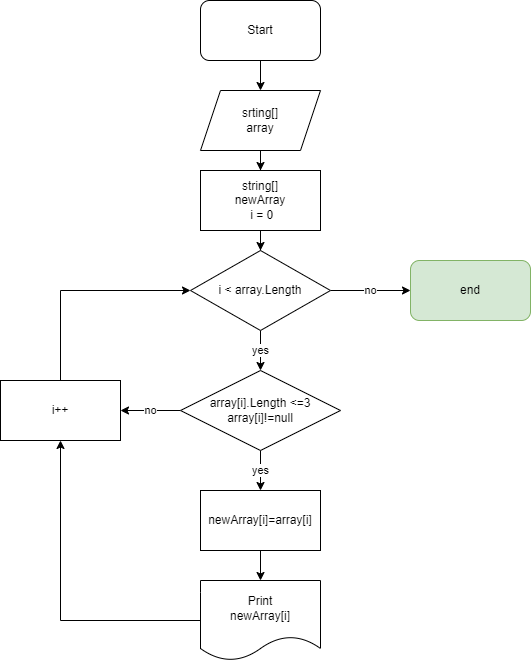 Start
srting[]
array
string[]
newArray
i = 0
i < array.Length
no
end
yes
array[i].Length <=3
array[i]!=null
no
i++
yes
newArray[i]=array[i]
Print
newArray[i]